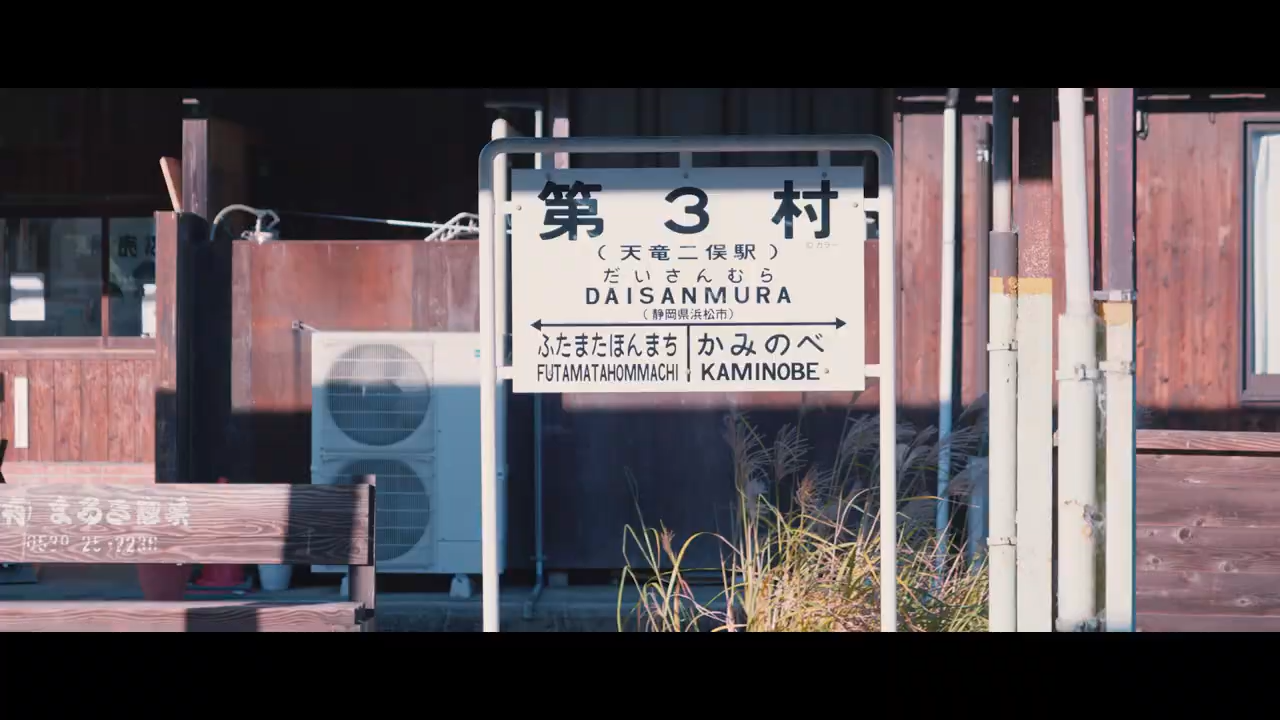 第３村
©カラー
（天竜二俣駅）
だいさんむら
DAISANMURA
（静岡県浜松市）
ふたまたほんまち かみのべ
FUTAMATAHOMMACHI KAMINOBE